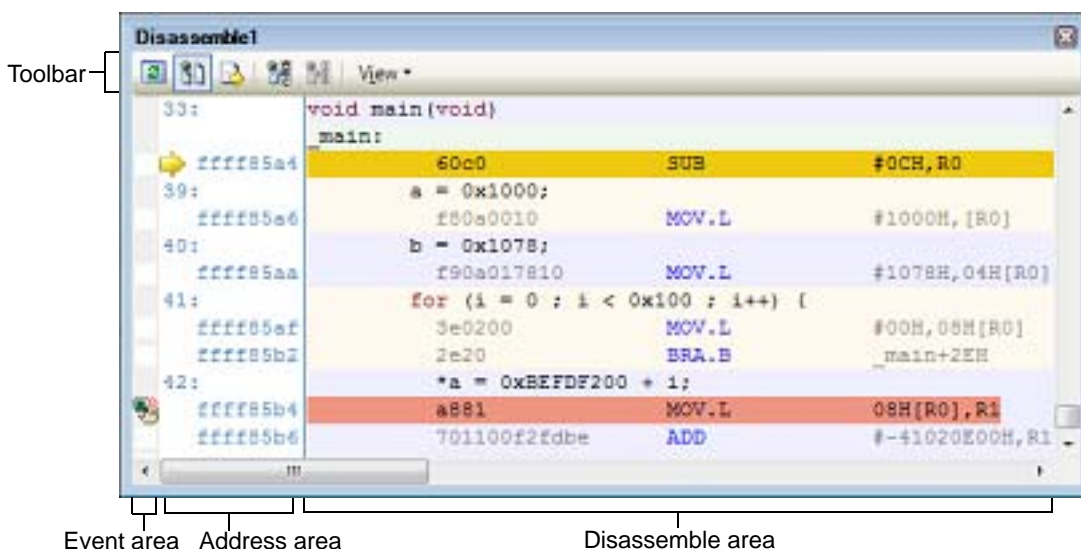 Disassemble1
Toolbar
View
33: void main(void)
_main:
ffff85a4 60c0 SUB #0CH,R0
39: a = 0x1000;
ffff85a6 f80a0010 MOV.L #1000H,[R0]
40: b = 0x1078;
ffff85aa f90a017810 MOV.L #1078H,04H[R0]
41: for (i = 0 ; i < 0x100 ; i++) {
ffff85af 3e0200 MOV.L #00H,08H[R0]
ffff85b2 2e20 BRA.B _main+2EH
42: *a = 0xBEFDF200 + i;
ffff85b4 a881 MOV.L 08H[R0],R1
ffff85b6 701100f2fdbe ADD #-41020E00H,R1
Event area Address area Disassemble area